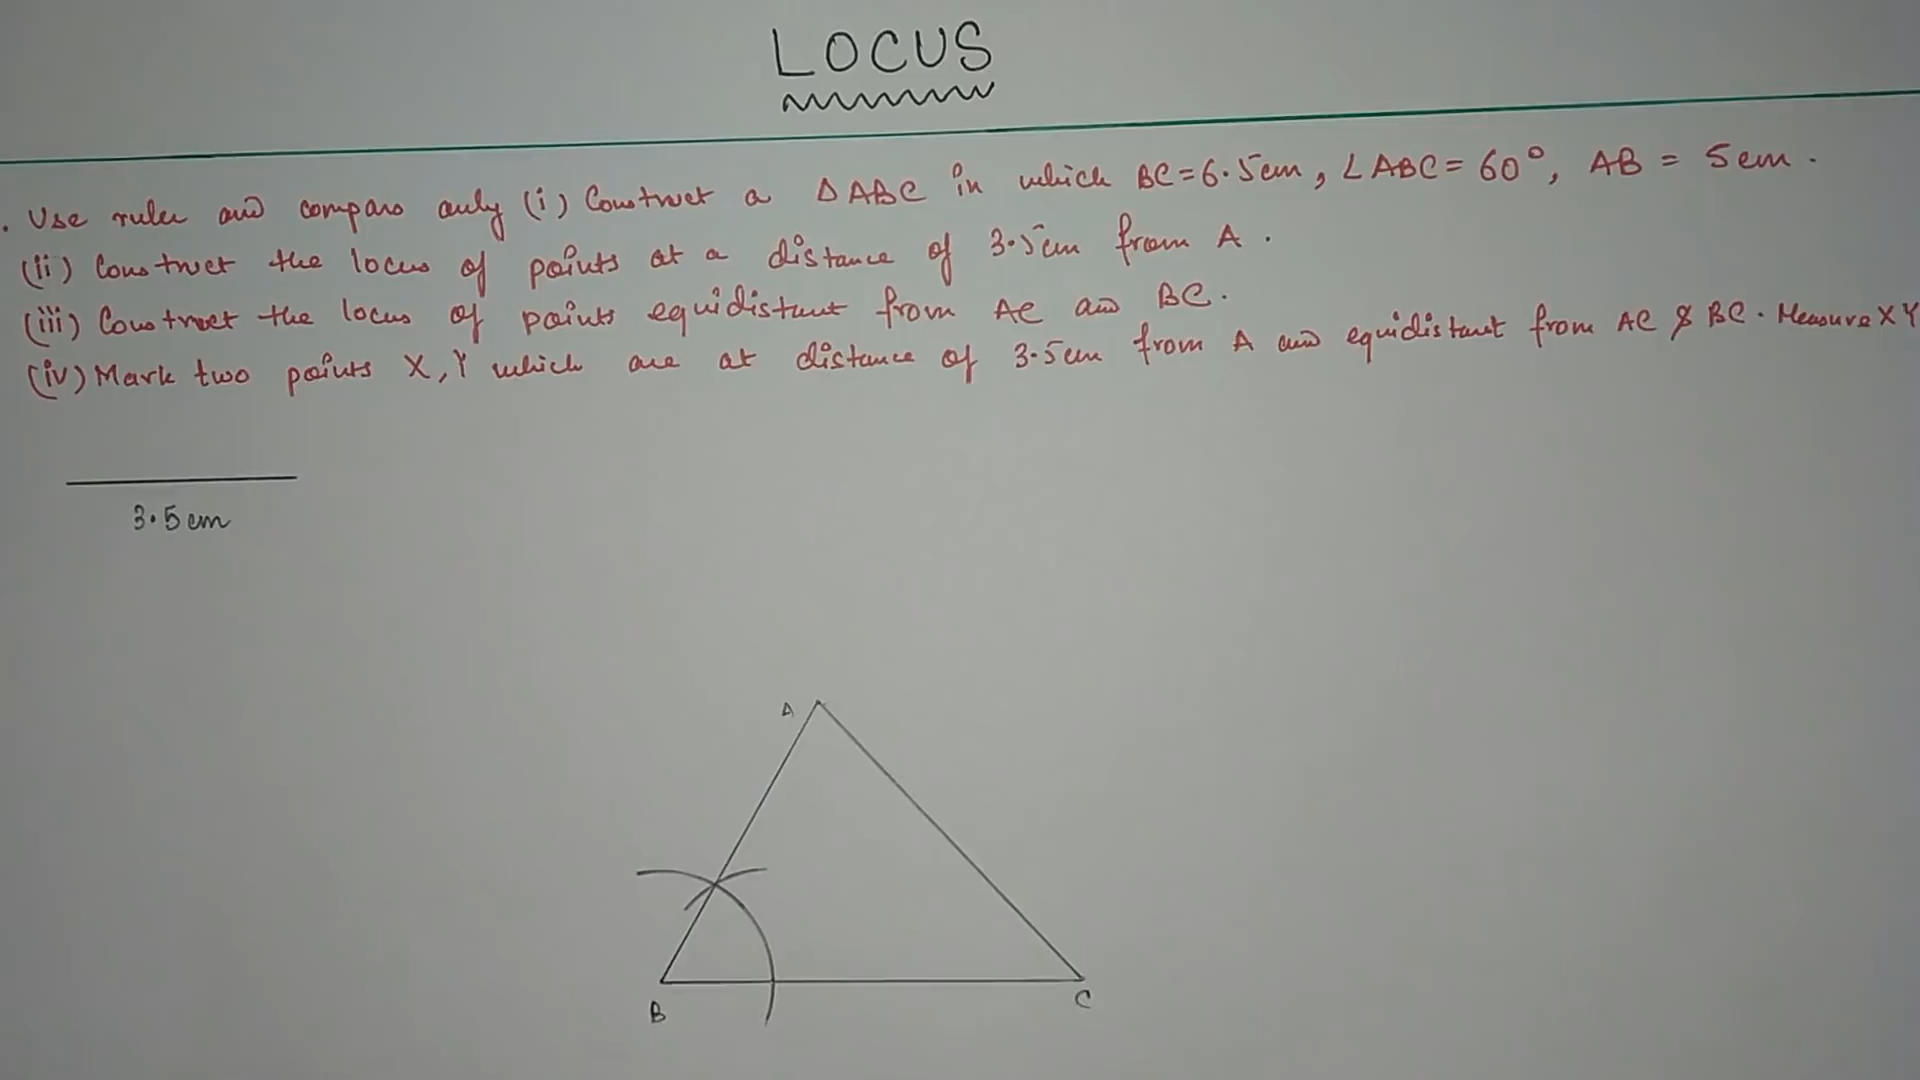 LOCUS
. Use ruler and compass only (i) Construct a △ABC in which BC=6.5cm, ∠ABC=60°, AB = 5cm.
(ii) Construct the locus of points at a distance of 3.5cm from A.
(iii) Construct the locus of points equidistant from AC and BC.
(iv) Mark two points X, Y which are at distance of 3.5cm from A and equidistant from AC & BC. Measure XY
3.5cm
A
B
C